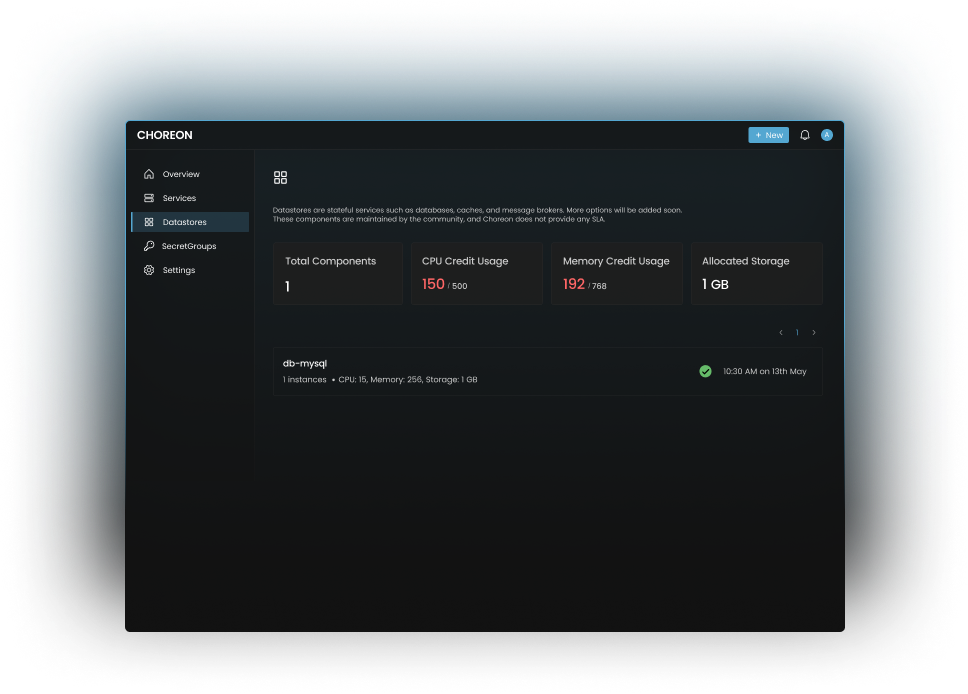 CHOREON
+ New
A
Overview
Services
Datastores
SecretGroups
Settings
Datastores are stateful services such as databases, caches, and message brokers. More options will be added soon.
These components are maintained by the community, and Choreon does not provide any SLA.
Total Components
1
CPU Credit Usage
150 / 500
Memory Credit Usage
192 / 768
Allocated Storage
1 GB
< 1 >
db-mysql
1 instances • CPU: 15, Memory: 256, Storage: 1 GB
10:30 AM on 13th May